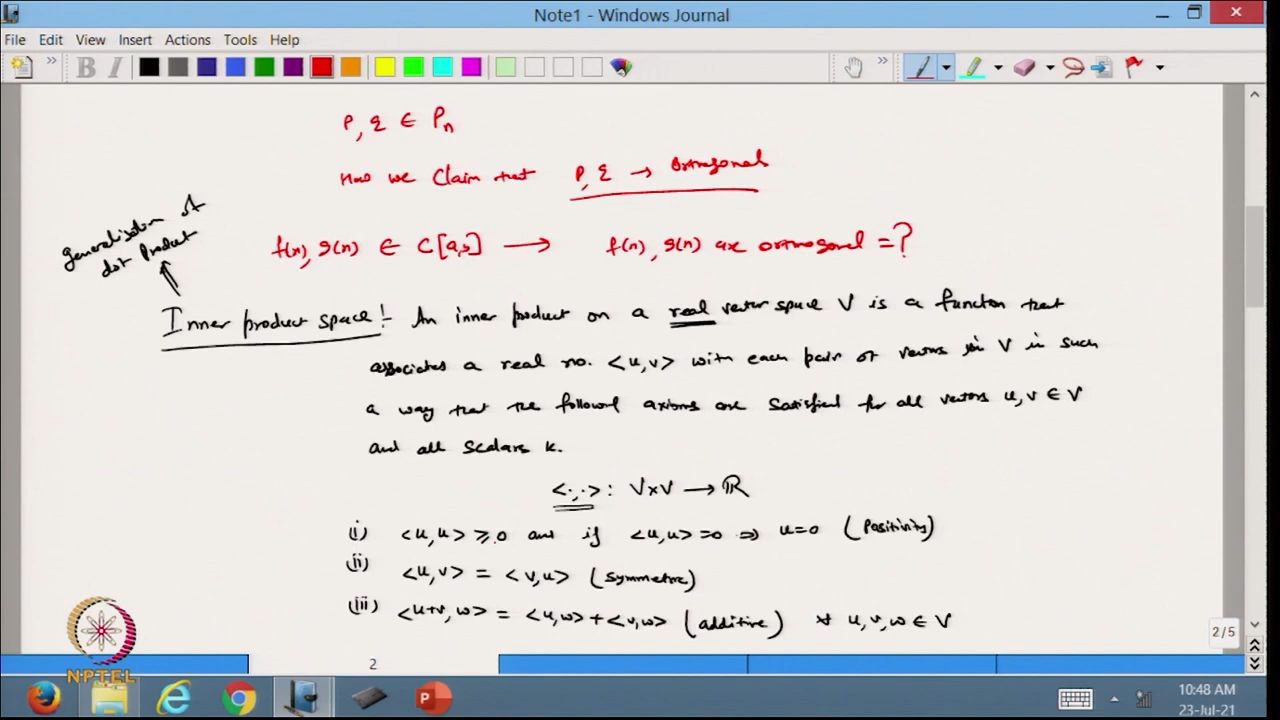 Note1 - Windows Journal
File Edit View Insert Actions Tools Help
P, q ∈ Pn
How we Claim that P, q → orthogonal
generalisation of
dot Product
f(n), g(n) ∈ C[a,b] → f(n), g(n) are orthogonal = ?
Inner product space!- An inner product on a real vector space V is a function that
associates a real no. <u,v> with each pair of vectors in V in such
a way that the following axioms are satisfied for all vectors u, v ∈ V
and all scalars k.
<·,·>: V×V → ℝ
(i) <u,u> ≥0 and if <u,u> =0 ⇒ u=0 (Positivity)
(ii) <u,v> = <v,u> (Symmetric)
(iii) <u+v,w> = <u,w> + <v,w> (additive) ∀ u,v,w ∈ V
2/5
2
NPTEL
10:48 AM
23-Jul-21